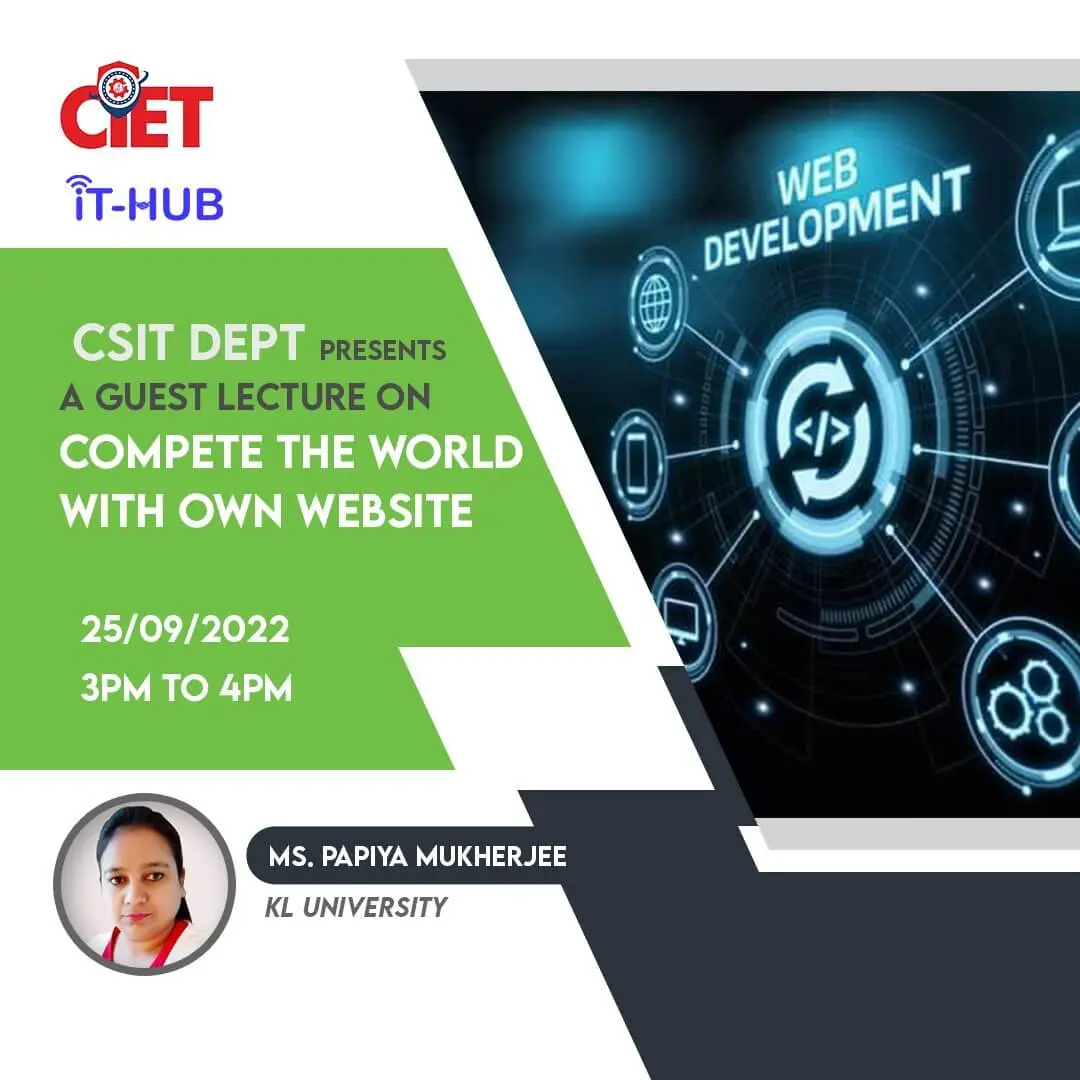 CIET
iT-HUB
CSIT DEPT PRESENTS
A GUEST LECTURE ON
COMPETE THE WORLD
WITH OWN WEBSITE
25/09/2022
3PM TO 4PM
MS. PAPIYA MUKHERJEE
KL UNIVERSITY
WEB
DEVELOPMENT
</>